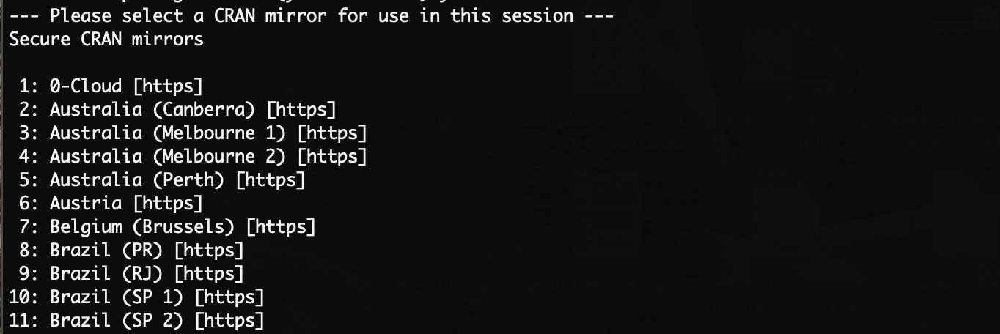 --- Please select a CRAN mirror for use in this session ---
Secure CRAN mirrors
1: 0-Cloud [https]
2: Australia (Canberra) [https]
3: Australia (Melbourne 1) [https]
4: Australia (Melbourne 2) [https]
5: Australia (Perth) [https]
6: Austria [https]
7: Belgium (Brussels) [https]
8: Brazil (PR) [https]
9: Brazil (RJ) [https]
10: Brazil (SP 1) [https]
11: Brazil (SP 2) [https]